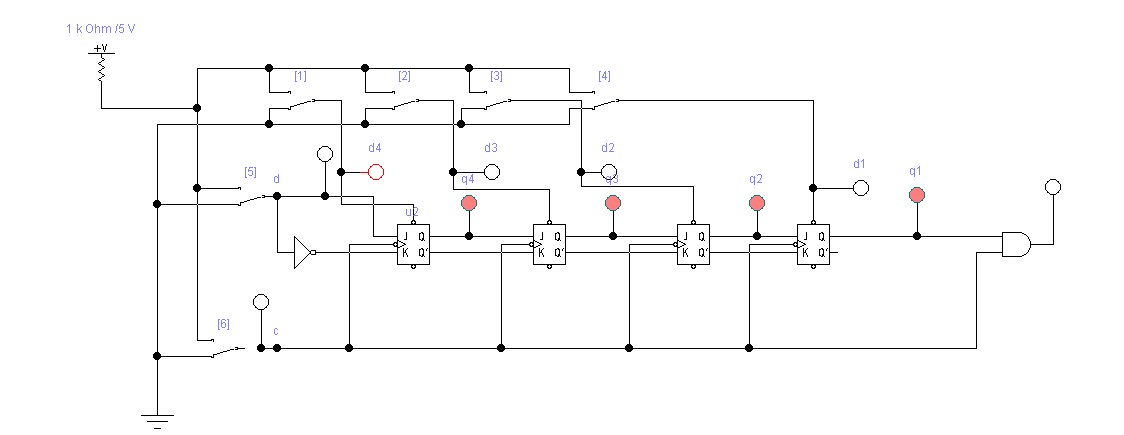 1 k Ohm /5 V
+V
[1]
[2]
[3]
[4]
d4
d3
d2
d1
[5]
d
q4
q3
q2
q1
u2
J Q
K Q'
J Q
K Q'
J Q
K Q'
J Q
K Q'
[6]
c